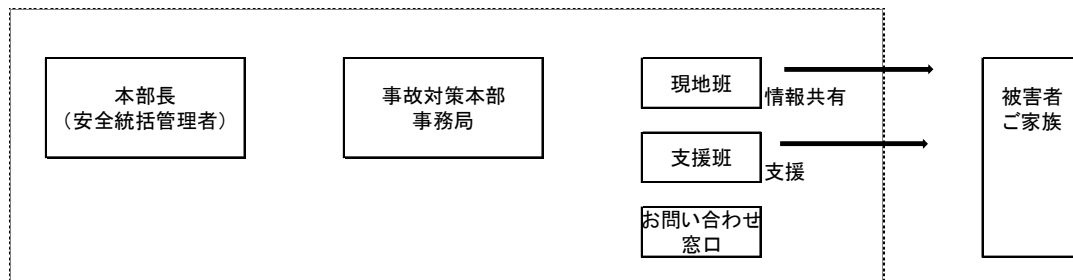 本部長
（安全統括管理者）
事故対策本部
事務局
現地班
情報共有
支援班
支援
お問い合わせ
窓口
被害者
ご家族